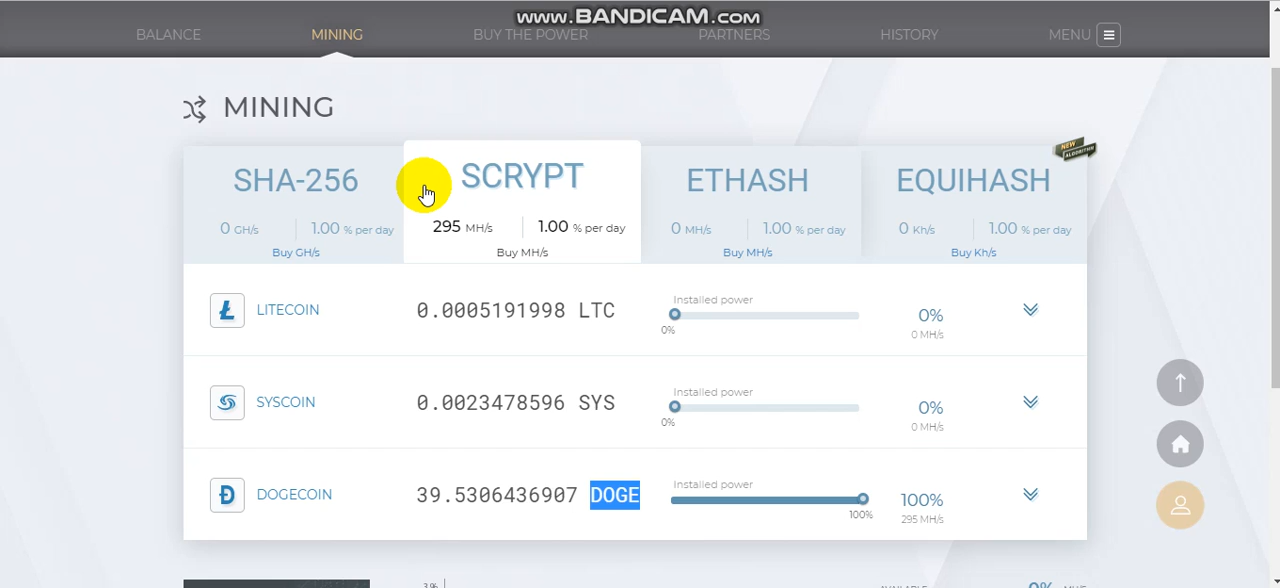 www.BANDICAM.com
BALANCE MINING BUY THE POWER PARTNERS HISTORY MENU
MINING
NEW ALGORITHM
SHA-256 SCRYPT ETHASH EQUIHASH
0 GH/s 1.00 % per day 295 MH/s 1.00 % per day 0 MH/s 1.00 % per day 0 Kh/s 1.00 % per day
Buy GH/s Buy MH/s Buy MH/s Buy Kh/s
Installed power
LITECOIN 0.0005191998 LTC 0%
0% 0 MH/s
Installed power
SYSCOIN 0.0023478596 SYS 0%
0% 0 MH/s
Installed power
DOGECOIN 39.5306436907 DOGE 100%
100% 295 MH/s
3 %